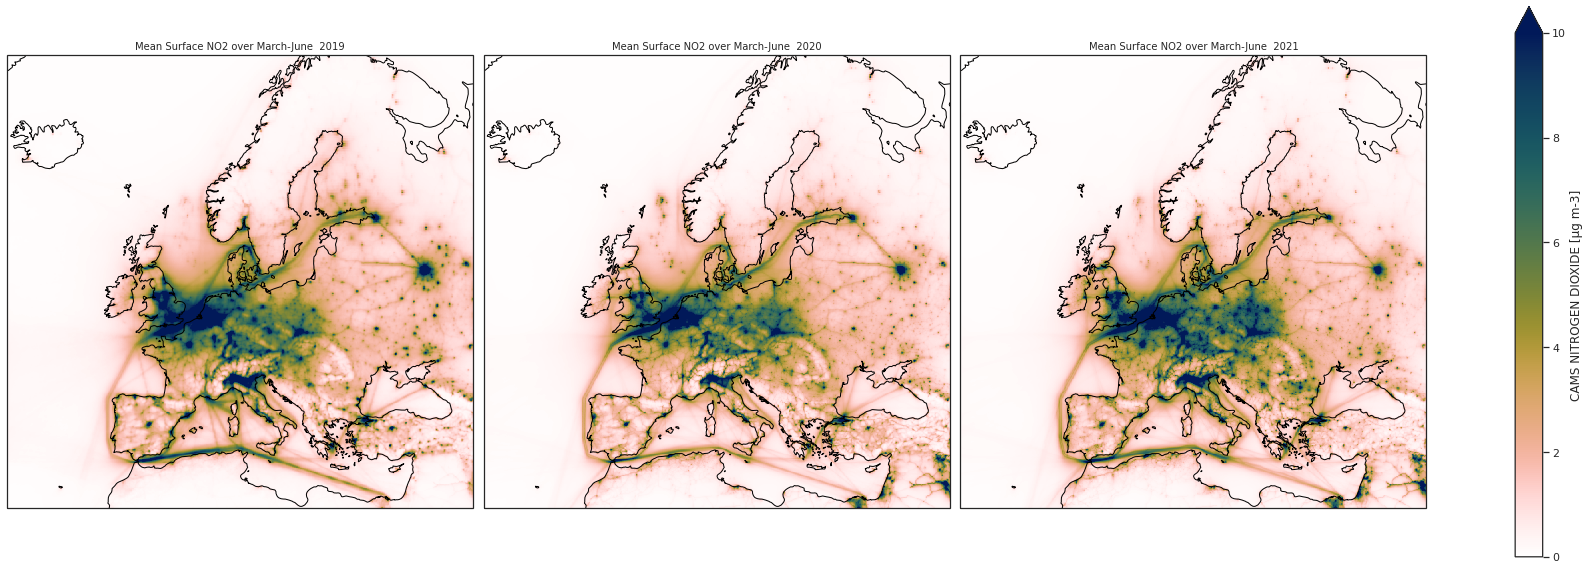 Mean Surface NO2 over March-June  2019
Mean Surface NO2 over March-June  2020
Mean Surface NO2 over March-June  2021
10
8
6
4
2
0
CAMS NITROGEN DIOXIDE [µg m-3]